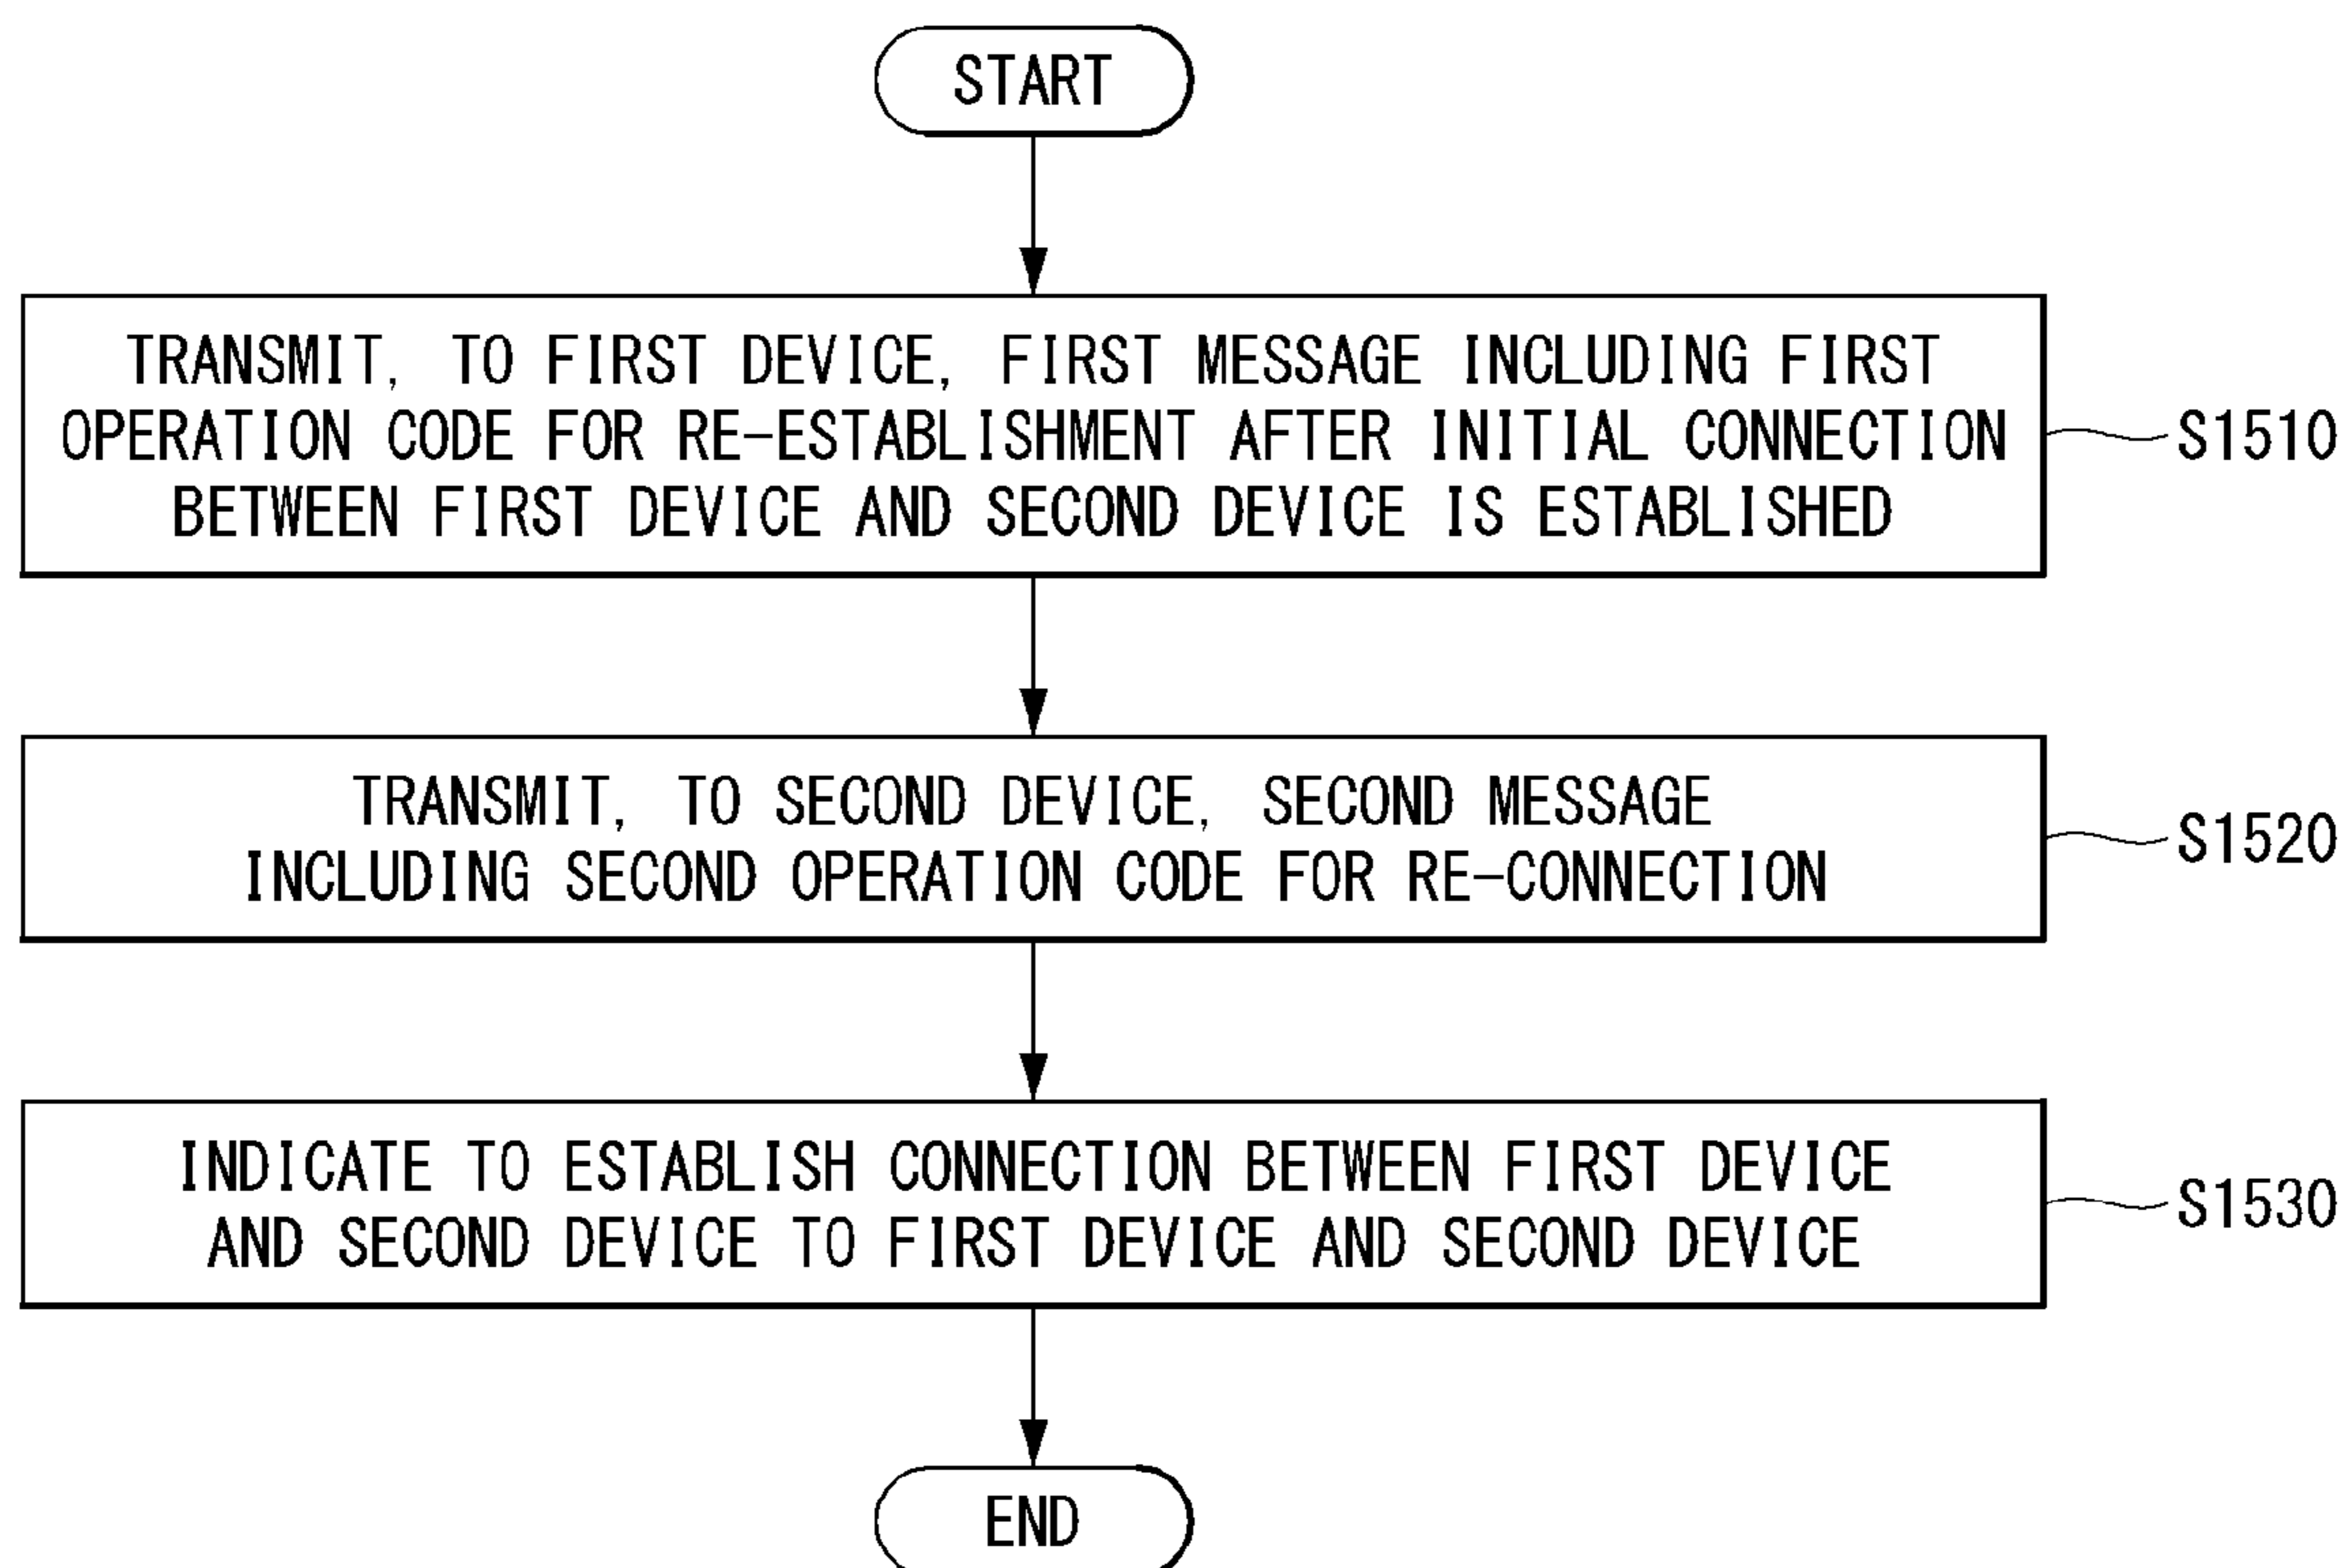 START
TRANSMIT, TO FIRST DEVICE, FIRST MESSAGE INCLUDING FIRST
OPERATION CODE FOR RE-ESTABLISHMENT AFTER INITIAL CONNECTION
BETWEEN FIRST DEVICE AND SECOND DEVICE IS ESTABLISHED
S1510
TRANSMIT, TO SECOND DEVICE, SECOND MESSAGE
INCLUDING SECOND OPERATION CODE FOR RE-CONNECTION
S1520
INDICATE TO ESTABLISH CONNECTION BETWEEN FIRST DEVICE
AND SECOND DEVICE TO FIRST DEVICE AND SECOND DEVICE
S1530
END